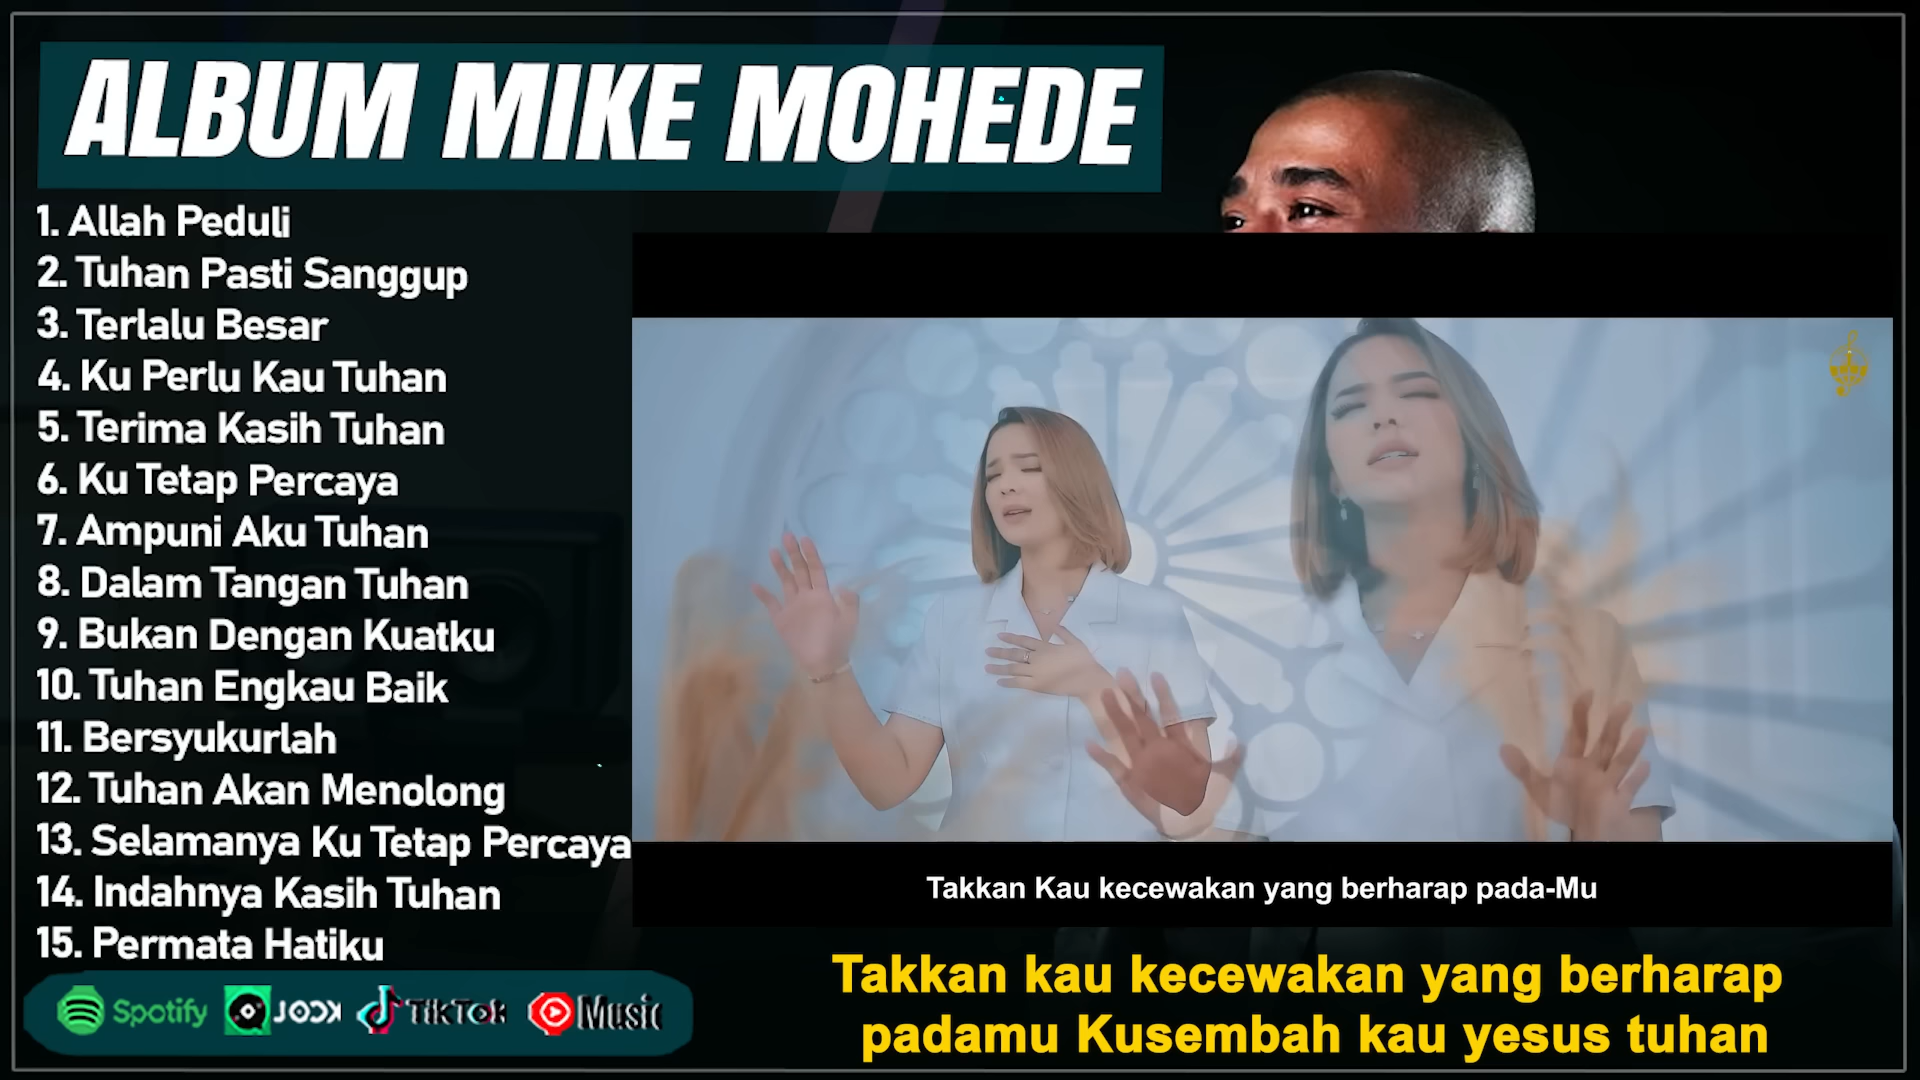 ALBUM MIKE MOHEDE
1. Allah Peduli
2. Tuhan Pasti Sanggup
3. Terlalu Besar
4. Ku Perlu Kau Tuhan
5. Terima Kasih Tuhan
6. Ku Tetap Percaya
7. Ampuni Aku Tuhan
8. Dalam Tangan Tuhan
9. Bukan Dengan Kuatku
10. Tuhan Engkau Baik
11. Bersyukurlah
12. Tuhan Akan Menolong
13. Selamanya Ku Tetap Percaya
14. Indahnya Kasih Tuhan
15. Permata Hatiku
Spotify JOOX TikTok Music
Takkan Kau kecewakan yang berharap pada-Mu
Takkan kau kecewakan yang berharap
padamu Kusembah kau yesus tuhan